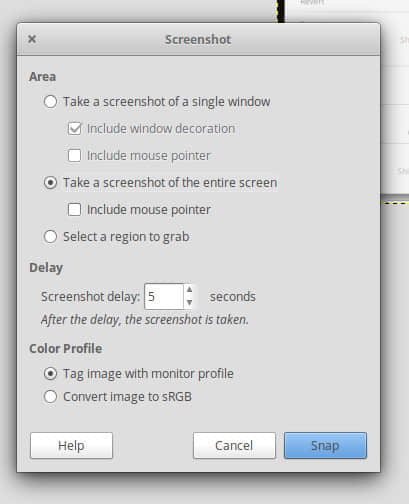 Revert
Screenshot
Area
Take a screenshot of a single window
Include window decoration
Include mouse pointer
Take a screenshot of the entire screen
Include mouse pointer
Select a region to grab
Delay
Screenshot delay: 5 seconds
After the delay, the screenshot is taken.
Color Profile
Tag image with monitor profile
Convert image to sRGB
Help Cancel Snap